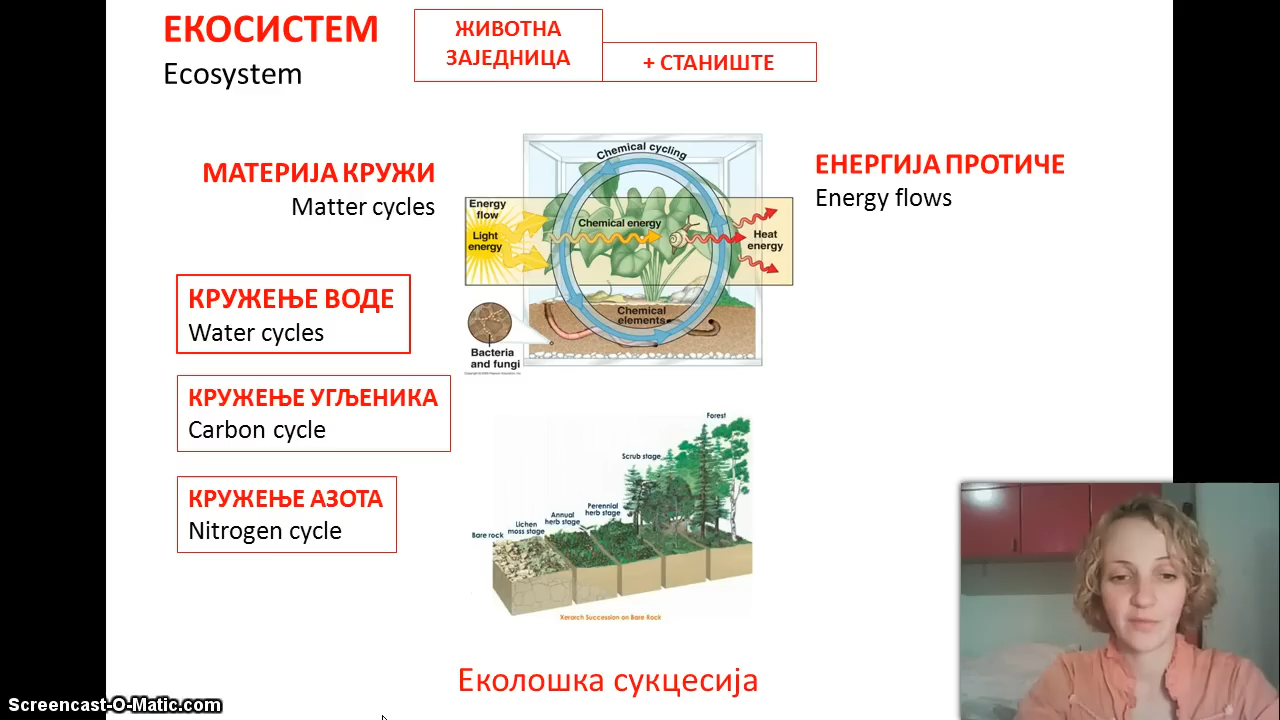 ЕКОСИСТЕМ
Ecosystem
ЖИВОТНА
ЗАЈЕДНИЦА
+ СТАНИШТЕ
МАТЕРИЈА КРУЖИ
Matter cycles
ЕНЕРГИЈА ПРОТИЧЕ
Energy flows
Chemical cycling
Energy
flow
Light
energy
Chemical energy
Heat
energy
Chemical
elements
Bacteria
and fungi
КРУЖЕЊЕ ВОДЕ
Water cycles
КРУЖЕЊЕ УГЉЕНИКА
Carbon cycle
КРУЖЕЊЕ АЗОТА
Nitrogen cycle
Forest
Scrub stage
Perennial
herb stage
Annual
herb stage
Lichen
moss stage
Bare rock
Xerarch Succession on Bare Rock
Еколошка сукцесија
Screencast-O-Matic.com